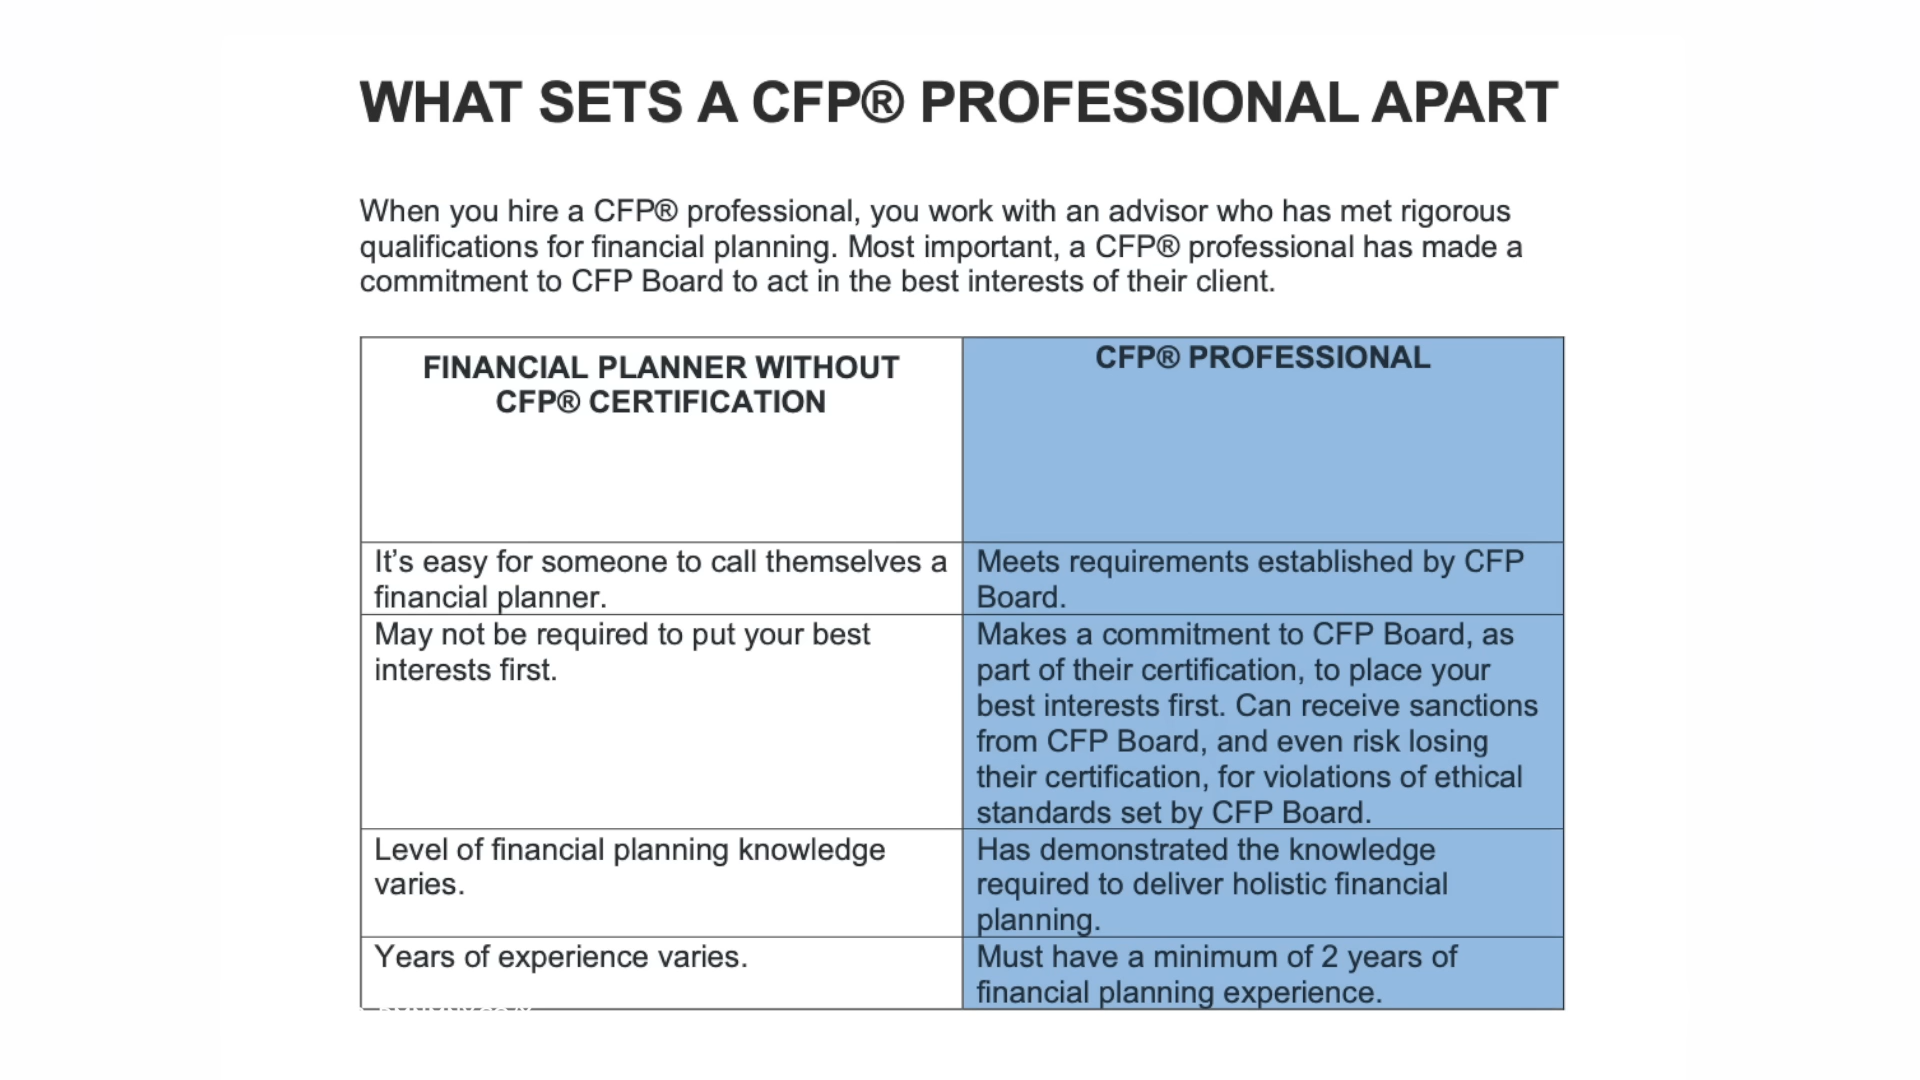 WHAT SETS A CFP® PROFESSIONAL APART
When you hire a CFP® professional, you work with an advisor who has met rigorous
qualifications for financial planning. Most important, a CFP® professional has made a
commitment to CFP Board to act in the best interests of their client.
FINANCIAL PLANNER WITHOUT
CFP® CERTIFICATION
CFP® PROFESSIONAL
It’s easy for someone to call themselves a
financial planner.
Meets requirements established by CFP
Board.
May not be required to put your best
interests first.
Makes a commitment to CFP Board, as
part of their certification, to place your
best interests first. Can receive sanctions
from CFP Board, and even risk losing
their certification, for violations of ethical
standards set by CFP Board.
Level of financial planning knowledge
varies.
Has demonstrated the knowledge
required to deliver holistic financial
planning.
Years of experience varies.
Must have a minimum of 2 years of
financial planning experience.